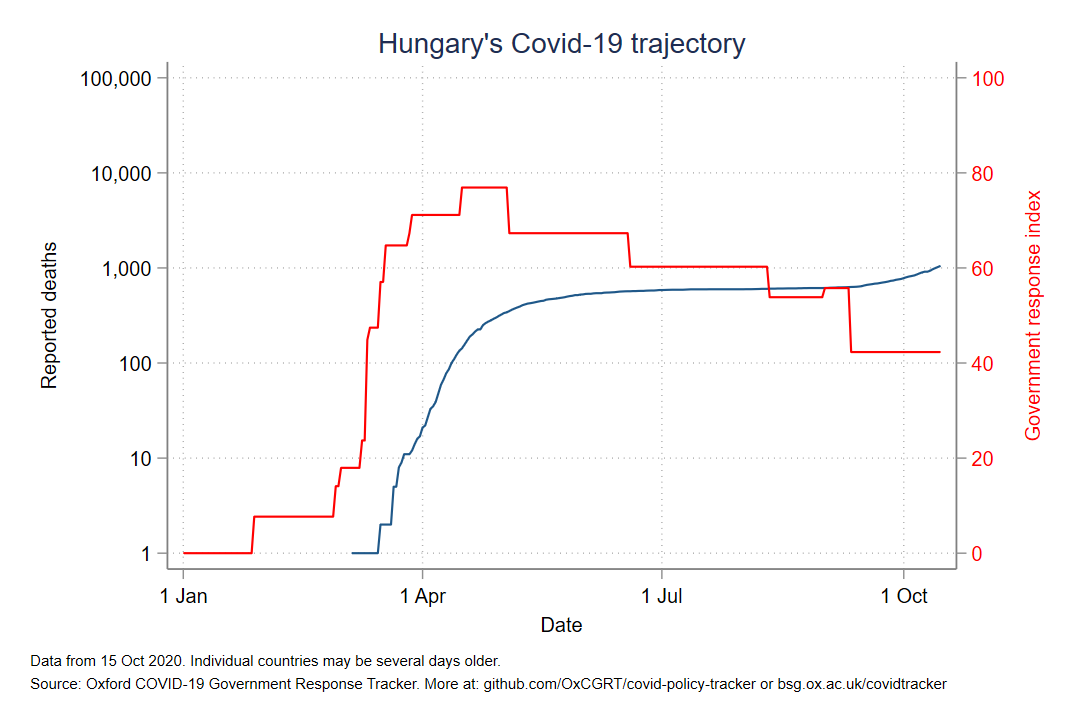 Hungary's Covid-19 trajectory
100,000
10,000
1,000
100
10
1
Reported deaths
100
80
60
40
20
0
Government response index
1 Jan 1 Apr 1 Jul 1 Oct
Date
Data from 15 Oct 2020. Individual countries may be several days older.
Source: Oxford COVID-19 Government Response Tracker. More at: github.com/OxCGRT/covid-policy-tracker or bsg.ox.ac.uk/covidtracker